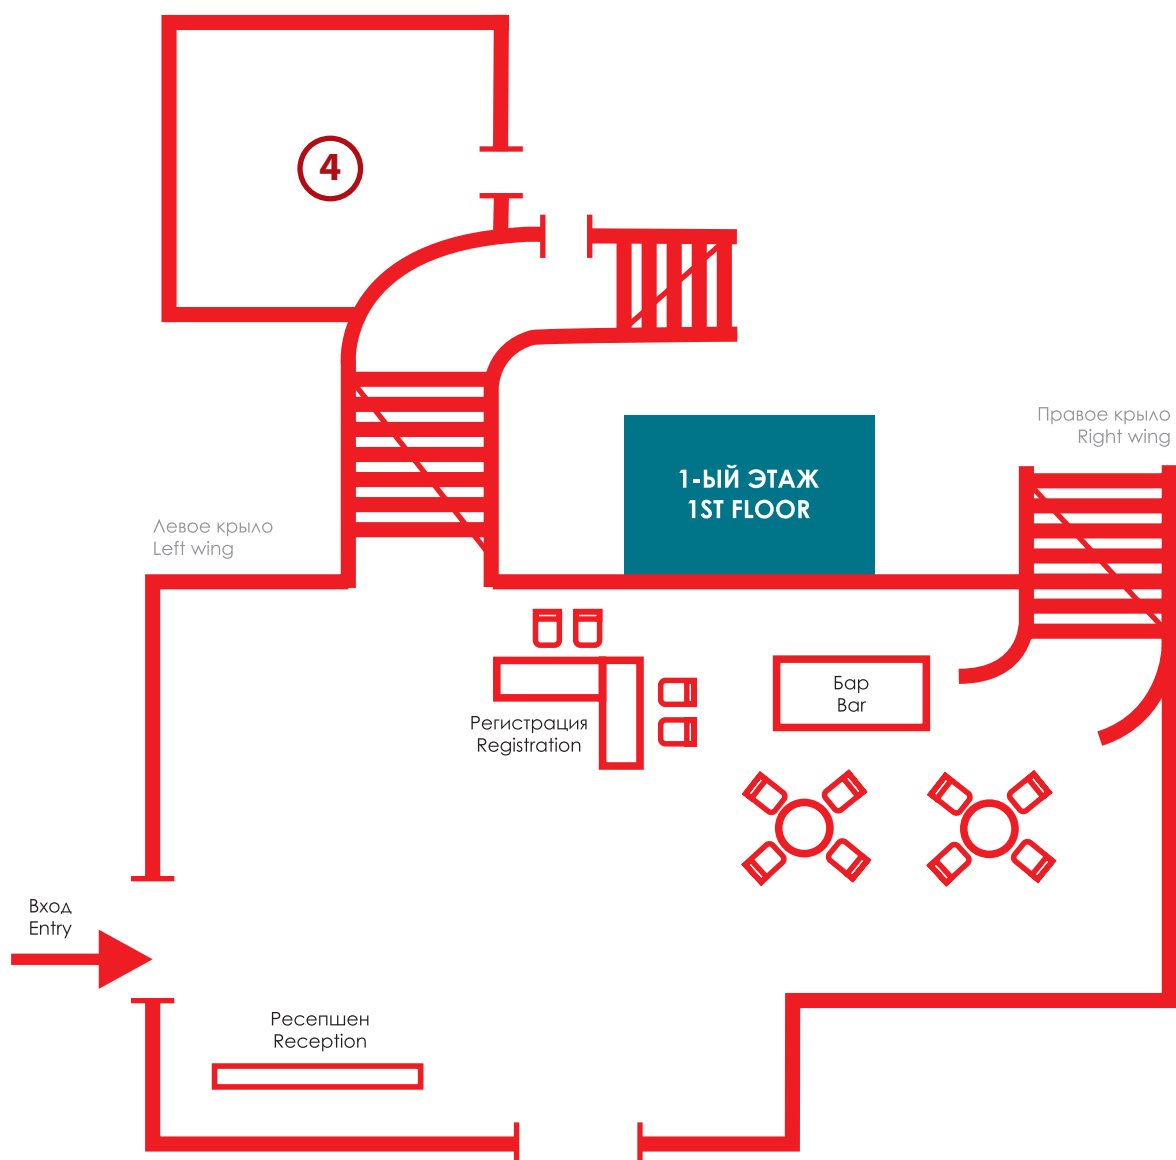 4
Правое крыло
Right wing
1-ЫЙ ЭТАЖ
1ST FLOOR
Левое крыло
Left wing
Бар
Bar
Регистрация
Registration
Вход
Entry
Ресепшен
Reception